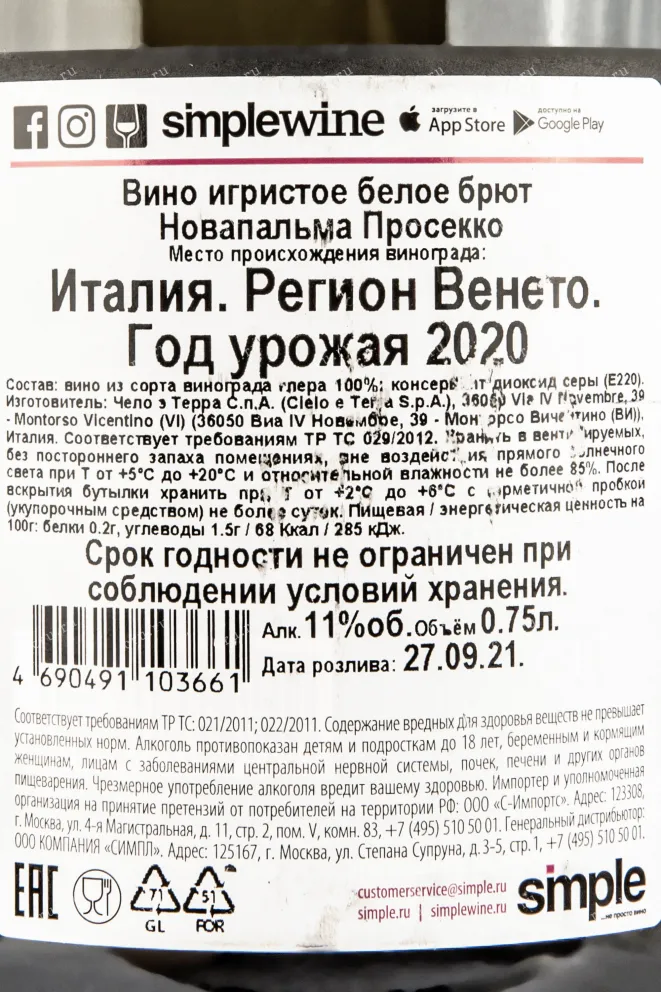 simplewine
загрузите в
App Store
доступно на
Google Play
Вино игристое белое брют
Новапальма Просекко
Место происхождения винограда:
Италия. Регион Венето.
Год урожая 2020
Состав: вино из сорта винограда глера 100%; диоксид серы (E220).
Изготовитель: Чело э Терра С.п.А. (Cielo e Terra S.p.A.), 36050 Via IV Novembre, 39
- Montorso Vicentino (VI) (36050 Виа IV Новембре, 39 - Монторсо Вичентино (ВИ)),
Италия. Соответствует требованиям ТР ТС 029/2012. Хранить в вентилируемых,
без постороннего запаха помещениях, вне воздействия прямого солнечного
света при Т от +5°С до +20°С и относительной влажности не более 85%. После
вскрытия бутылки хранить при Т от +2°С до +6°С с герметичной пробкой
(укупорочным средством) не более суток. Пищевая / энергетическая ценность на
100г: белки 0.2г, углеводы 1.5г / 68 Ккал / 285 кДж.
Срок годности не ограничен при
соблюдении условий хранения.
Алк. 11%об. Объём 0.75л.
Дата розлива: 27.09.21.
4 690491 103661
Соответствует требованиям ТР ТС: 021/2011; 022/2011. Содержание вредных для здоровья веществ не превышает
установленных норм. Алкоголь противопоказан детям и подросткам до 18 лет, беременным и кормящим
женщинам, лицам с заболеваниями центральной нервной системы, почек, печени и других органов
пищеварения. Чрезмерное употребление алкоголя вредит вашему здоровью. Импортер и уполномоченная
организация на принятие претензий от потребителей на территории РФ: ООО «С-Импортс». Адрес: 123308,
г. Москва, ул. 4-я Магистральная, д. 11, стр. 2, пом. V, комн. 83, +7 (495) 510 50 01. Генеральный дистрибьютор:
ООО КОМПАНИЯ «СИМПЛ». Адрес: 125167, г. Москва, ул. Степана Супруна, д. 3-5, стр. 1, +7 (495) 510 50 01.
EAC
71
GL
51
FOR
customerservice@simple.ru
simple.ru | simplewine.ru
simple
...не просто вино